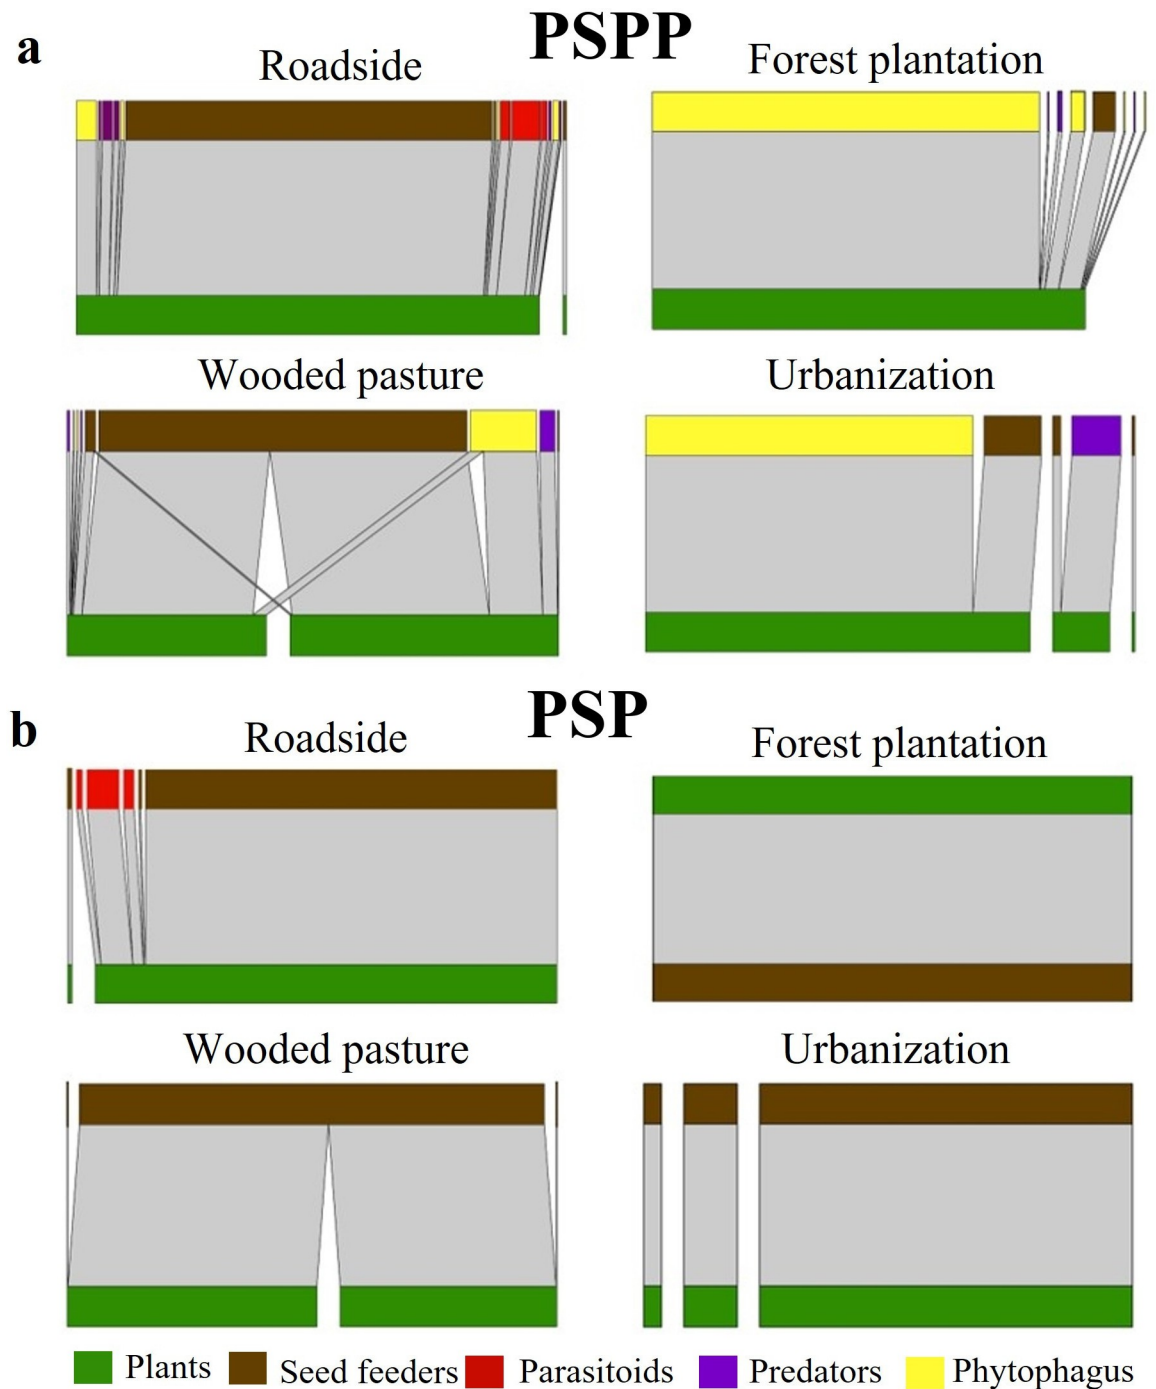 a
PSPP
Roadside
Forest plantation
Wooded pasture
Urbanization
b
PSP
Roadside
Forest plantation
Wooded pasture
Urbanization
Plants Seed feeders Parasitoids Predators Phytophagus